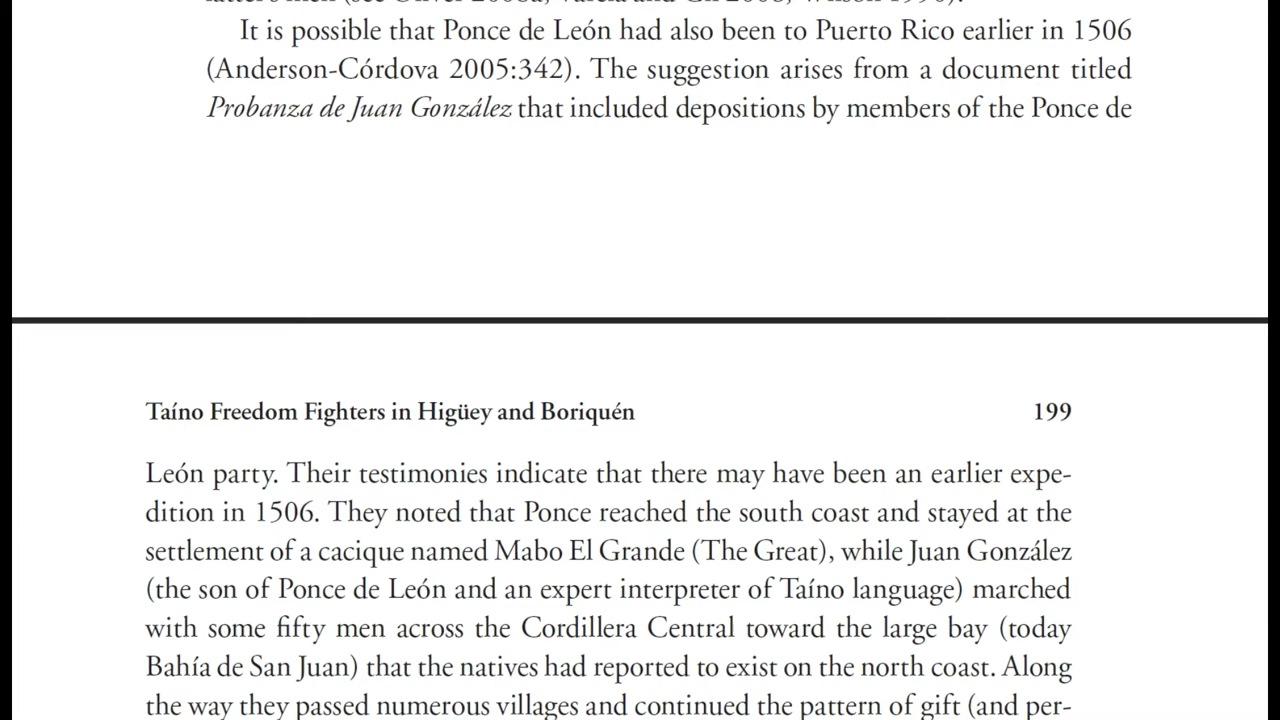 It is possible that Ponce de León had also been to Puerto Rico earlier in 1506
(Anderson-Córdova 2005:342). The suggestion arises from a document titled
Probanza de Juan González that included depositions by members of the Ponce de
Taíno Freedom Fighters in Higüey and Boriquén 199
León party. Their testimonies indicate that there may have been an earlier expe-
dition in 1506. They noted that Ponce reached the south coast and stayed at the
settlement of a cacique named Mabo El Grande (The Great), while Juan González
(the son of Ponce de León and an expert interpreter of Taíno language) marched
with some fifty men across the Cordillera Central toward the large bay (today
Bahía de San Juan) that the natives had reported to exist on the north coast. Along
the way they passed numerous villages and continued the pattern of gift (and per-